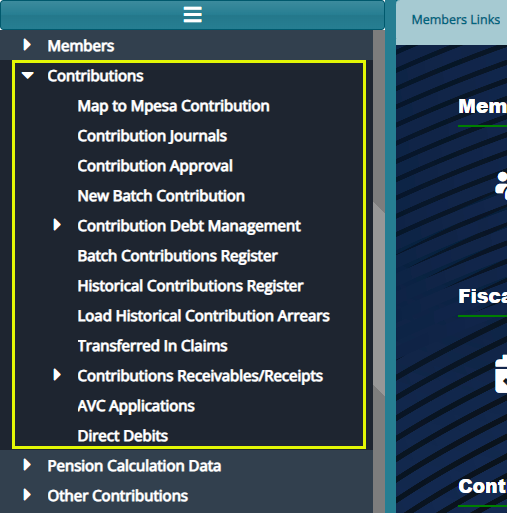 Members Links
Members
Contributions
Map to Mpesa Contribution
Contribution Journals
Contribution Approval
New Batch Contribution
Contribution Debt Management
Batch Contributions Register
Historical Contributions Register
Load Historical Contribution Arrears
Transferred In Claims
Contributions Receivables/Receipts
AVC Applications
Direct Debits
Pension Calculation Data
Other Contributions
Mem
Fisca
Cont